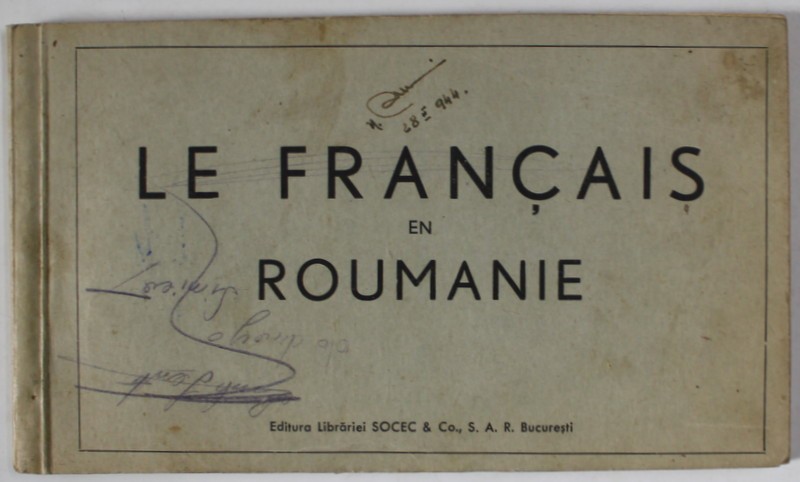 28 I 944.
LE FRANÇAIS
EN
ROUMANIE
Editura Librăriei SOCEC & Co., S. A. R. București